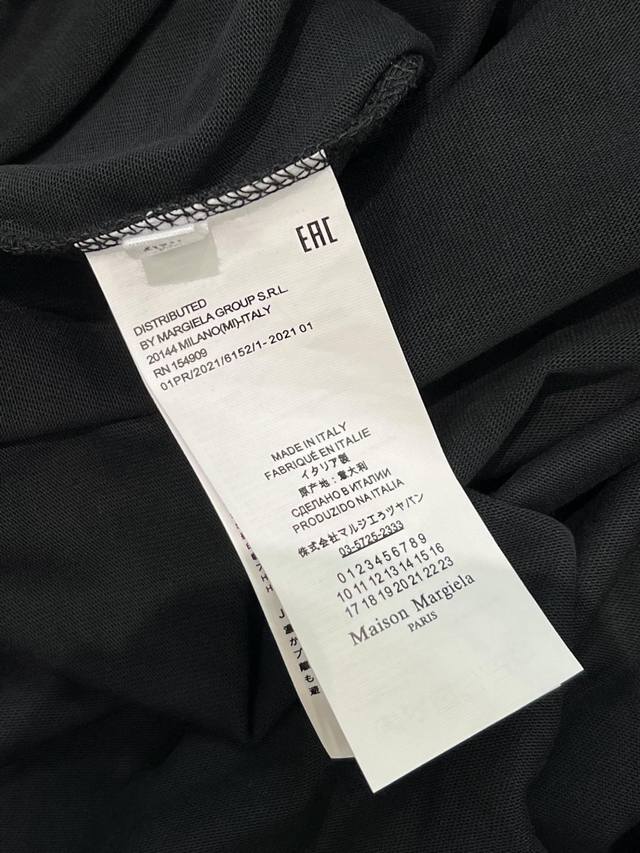 EAC
DISTRIBUTED
BY MARGIELA GROUP S.R.L.
20144 MILANO(MI)-ITALY
RN 154909
01PR/2021/6152/1- 2021 01
MADE IN ITALY
FABRIQUÉ EN ITALIE
イタリア製
原产地：意大利
СДЕЛАНО В ИТАЛИИ
PRODUZIDO NA ITALIA
株式会社マルジエラツヤパン
03-5725-2333
0 1 2 3 4 5 6 7 8 9
10 11 12 13 14 15 16
17 18 19 20 21 22 23
Maison Margiela
PARIS